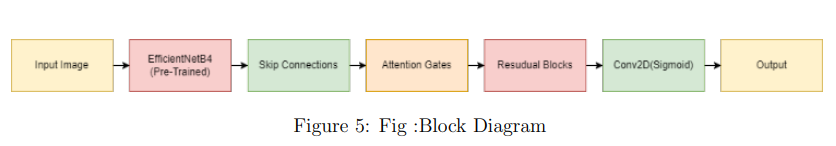 Input Image
EfficientNetB4
(Pre-Trained)
Skip Connections
Attention Gates
Resudual Blocks
Conv2D(Sigmoid)
Output
Figure 5: Fig :Block Diagram